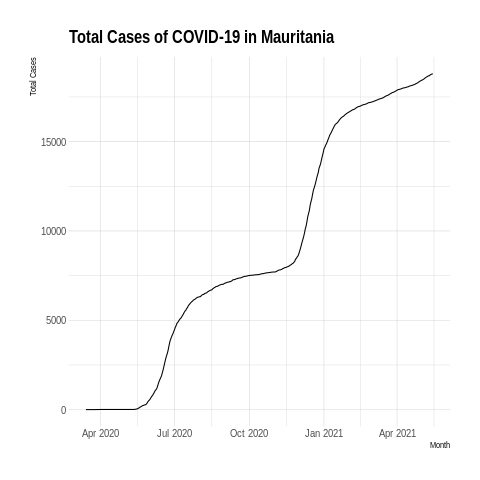 Total Cases of COVID-19 in Mauritania
Total Cases
15000
10000
5000
0
Apr 2020 Jul 2020 Oct 2020 Jan 2021 Apr 2021
Month